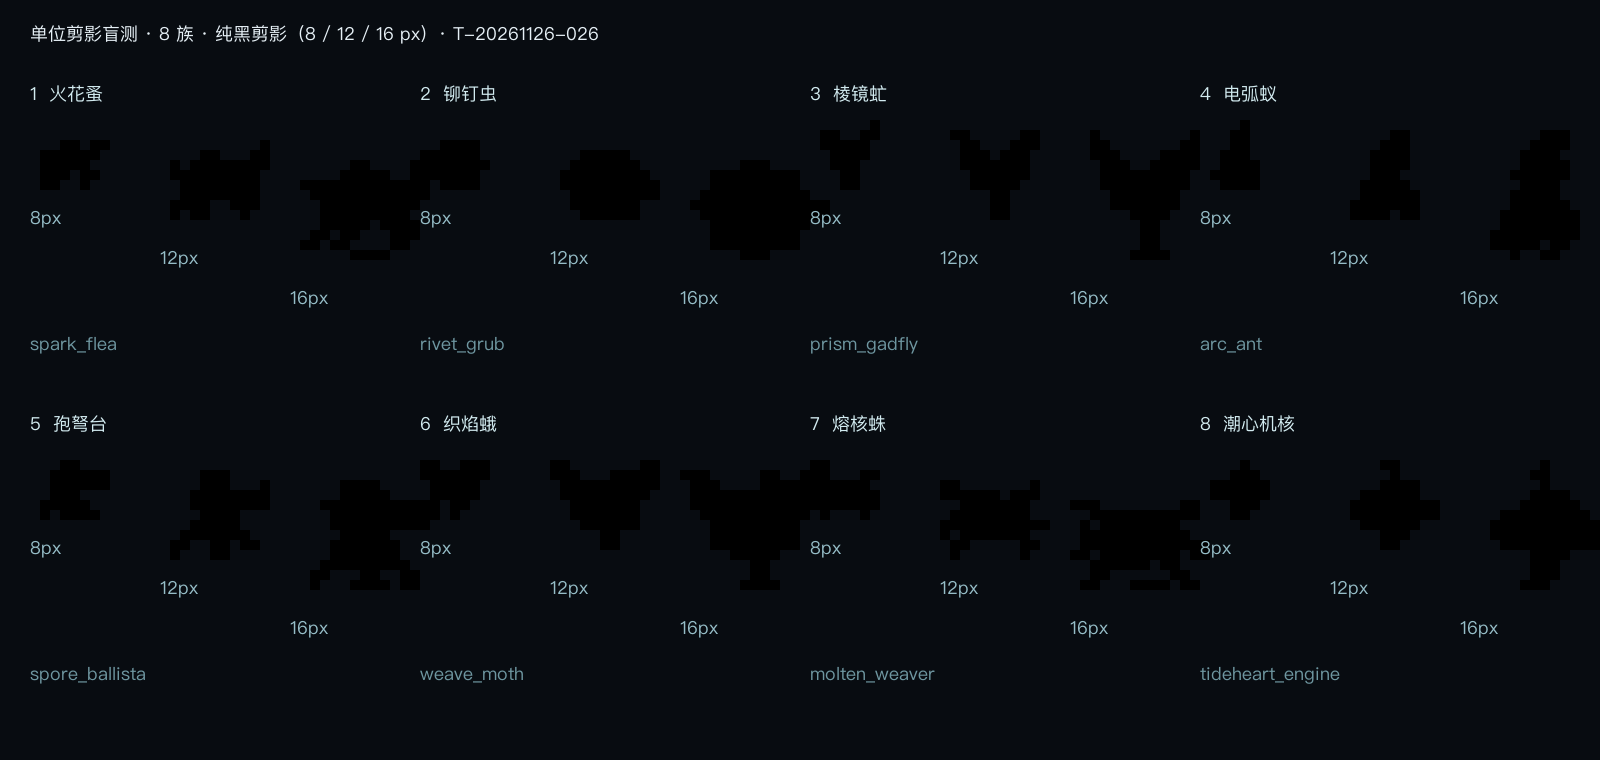 单位剪影盲测 · 8 族 · 纯黑剪影（8 / 12 / 16 px）· T-20261126-026
1 火花蚤
2 铆钉虫
3 棱镜虻
4 电弧蚁
8px
8px
8px
8px
12px
12px
12px
12px
16px
16px
16px
16px
spark_flea
rivet_grub
prism_gadfly
arc_ant
5 孢弩台
6 织焰蛾
7 熔核蛛
8 潮心机核
8px
8px
8px
8px
12px
12px
12px
12px
16px
16px
16px
16px
spore_ballista
weave_moth
molten_weaver
tideheart_engine